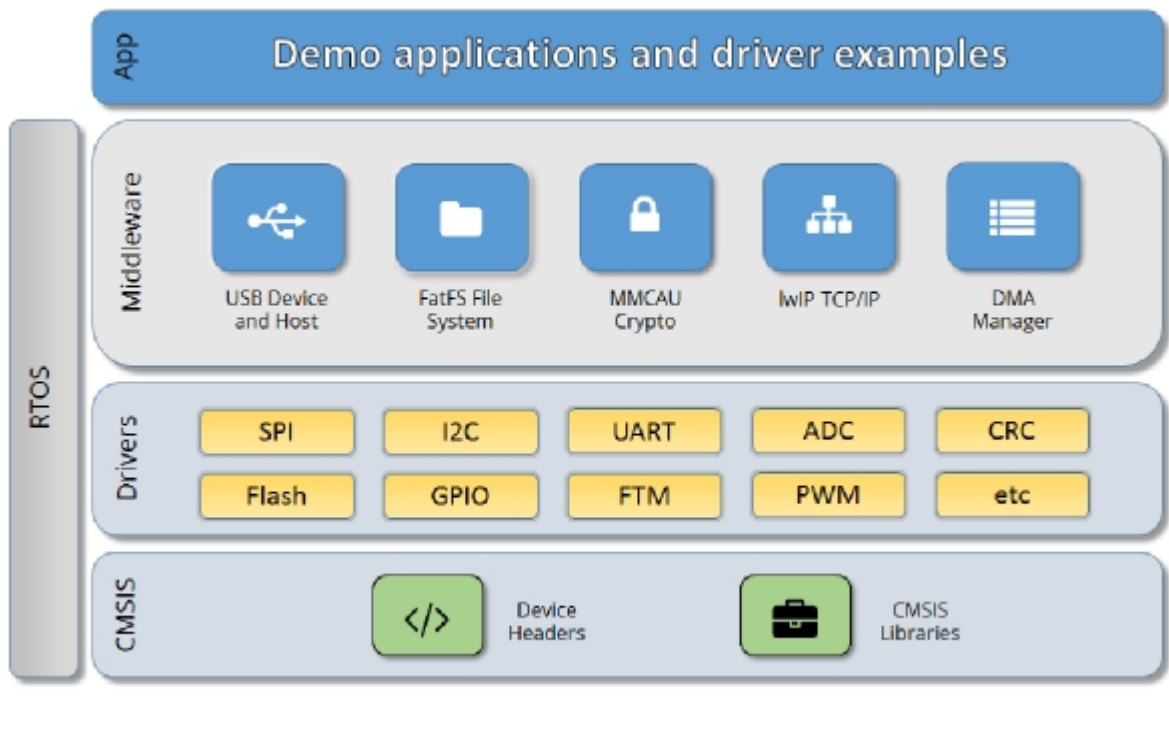 App
Demo applications and driver examples
RTOS
Middleware
USB Device
and Host
FatFS File
System
MMCAU
Crypto
lwIP TCP/IP
DMA
Manager
Drivers
SPI
I2C
UART
ADC
CRC
Flash
GPIO
FTM
PWM
etc
CMSIS
Device
Headers
CMSIS
Libraries